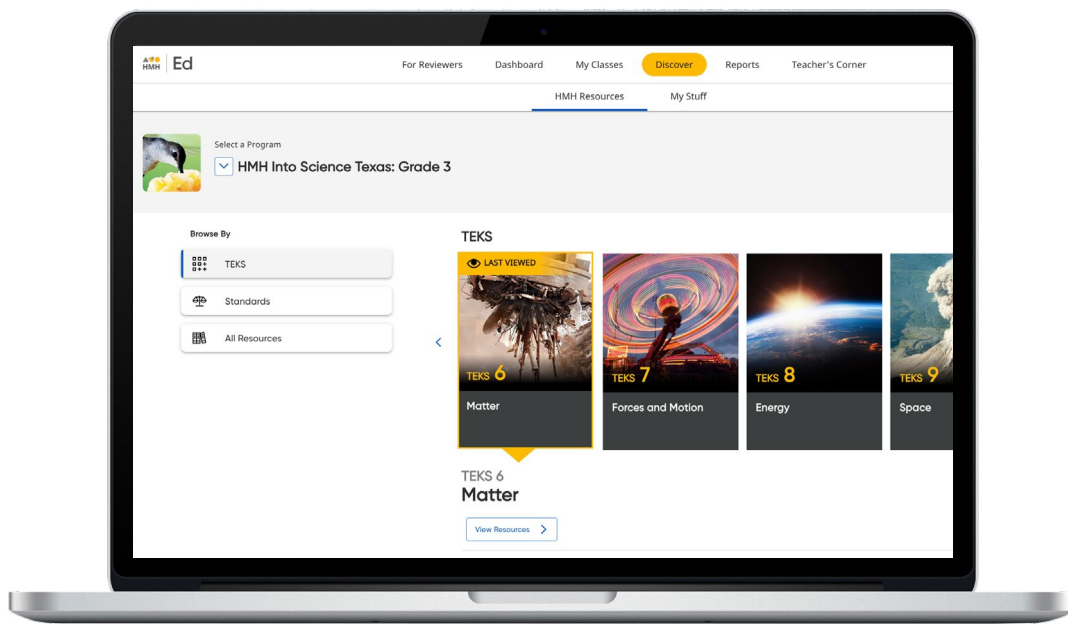 HMH Ed
For Reviewers Dashboard My Classes Discover Reports Teacher's Corner
HMH Resources My Stuff
Select a Program
HMH Into Science Texas: Grade 3
Browse By
TEKS
Standards
All Resources
TEKS
LAST VIEWED
TEKS 6
Matter
TEKS 7
Forces and Motion
TEKS 8
Energy
TEKS 9
Space
TEKS 6
Matter
View Resources